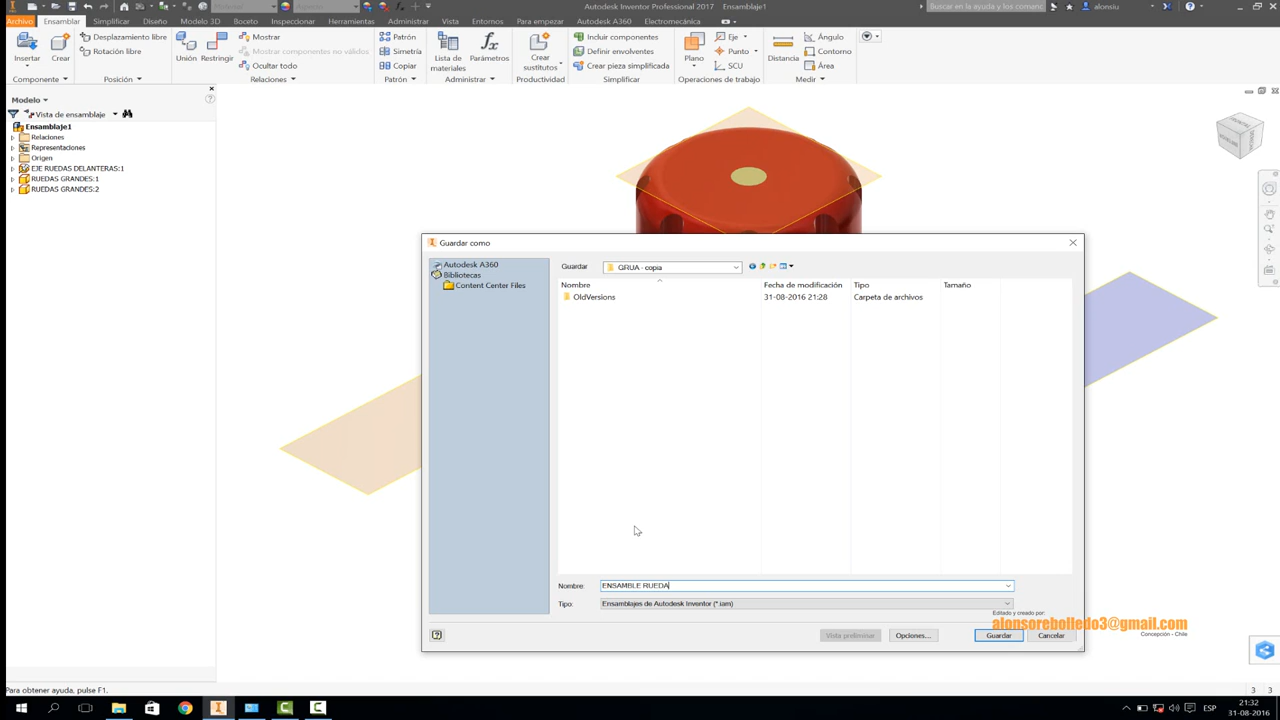 Autodesk Inventor Professional 2017 Ensamblaje1
Buscar en la ayuda y los comanc
alonsiu
Archivo Ensamblar Simplificar Diseño Modelo 3D Boceto Inspeccionar Herramientas Administrar Vista Entornos Para empezar Autodesk A360 Electromecánica
Insertar
Crear
Desplazamiento libre
Rotación libre
Unión
Restringir
Mostrar
Mostrar componentes no válidos
Ocultar todo
Patrón
Simetría
Copiar
Lista de materiales
Parámetros
Crear sustitutos
Incluir componentes
Definir envolventes
Crear pieza simplificada
Plano
Eje
Punto
SCU
Distancia
Ángulo
Contorno
Área
Componente Posición Relaciones Patrón Administrar Productividad Simplificar Operaciones de trabajo Medir
Modelo
Vista de ensamblaje
Ensamblaje1
Relaciones
Representaciones
Origen
EJE RUEDAS DELANTERAS:1
RUEDAS GRANDES:1
RUEDAS GRANDES:2
Guardar como
Autodesk A360
Bibliotecas
Content Center Files
Guardar GRUA - copia
Nombre Fecha de modificación Tipo Tamaño
OldVersions 31-08-2016 21:28 Carpeta de archivos
Nombre: ENSAMBLE RUEDA
Tipo: Ensamblajes de Autodesk Inventor (*.iam)
Editado y creado por:
alonsorebolledo3@gmail.com
Concepción - Chile
Vista preliminar Opciones... Guardar Cancelar
Para obtener ayuda, pulse F1.
3 3
ESP
21:32
31-08-2016